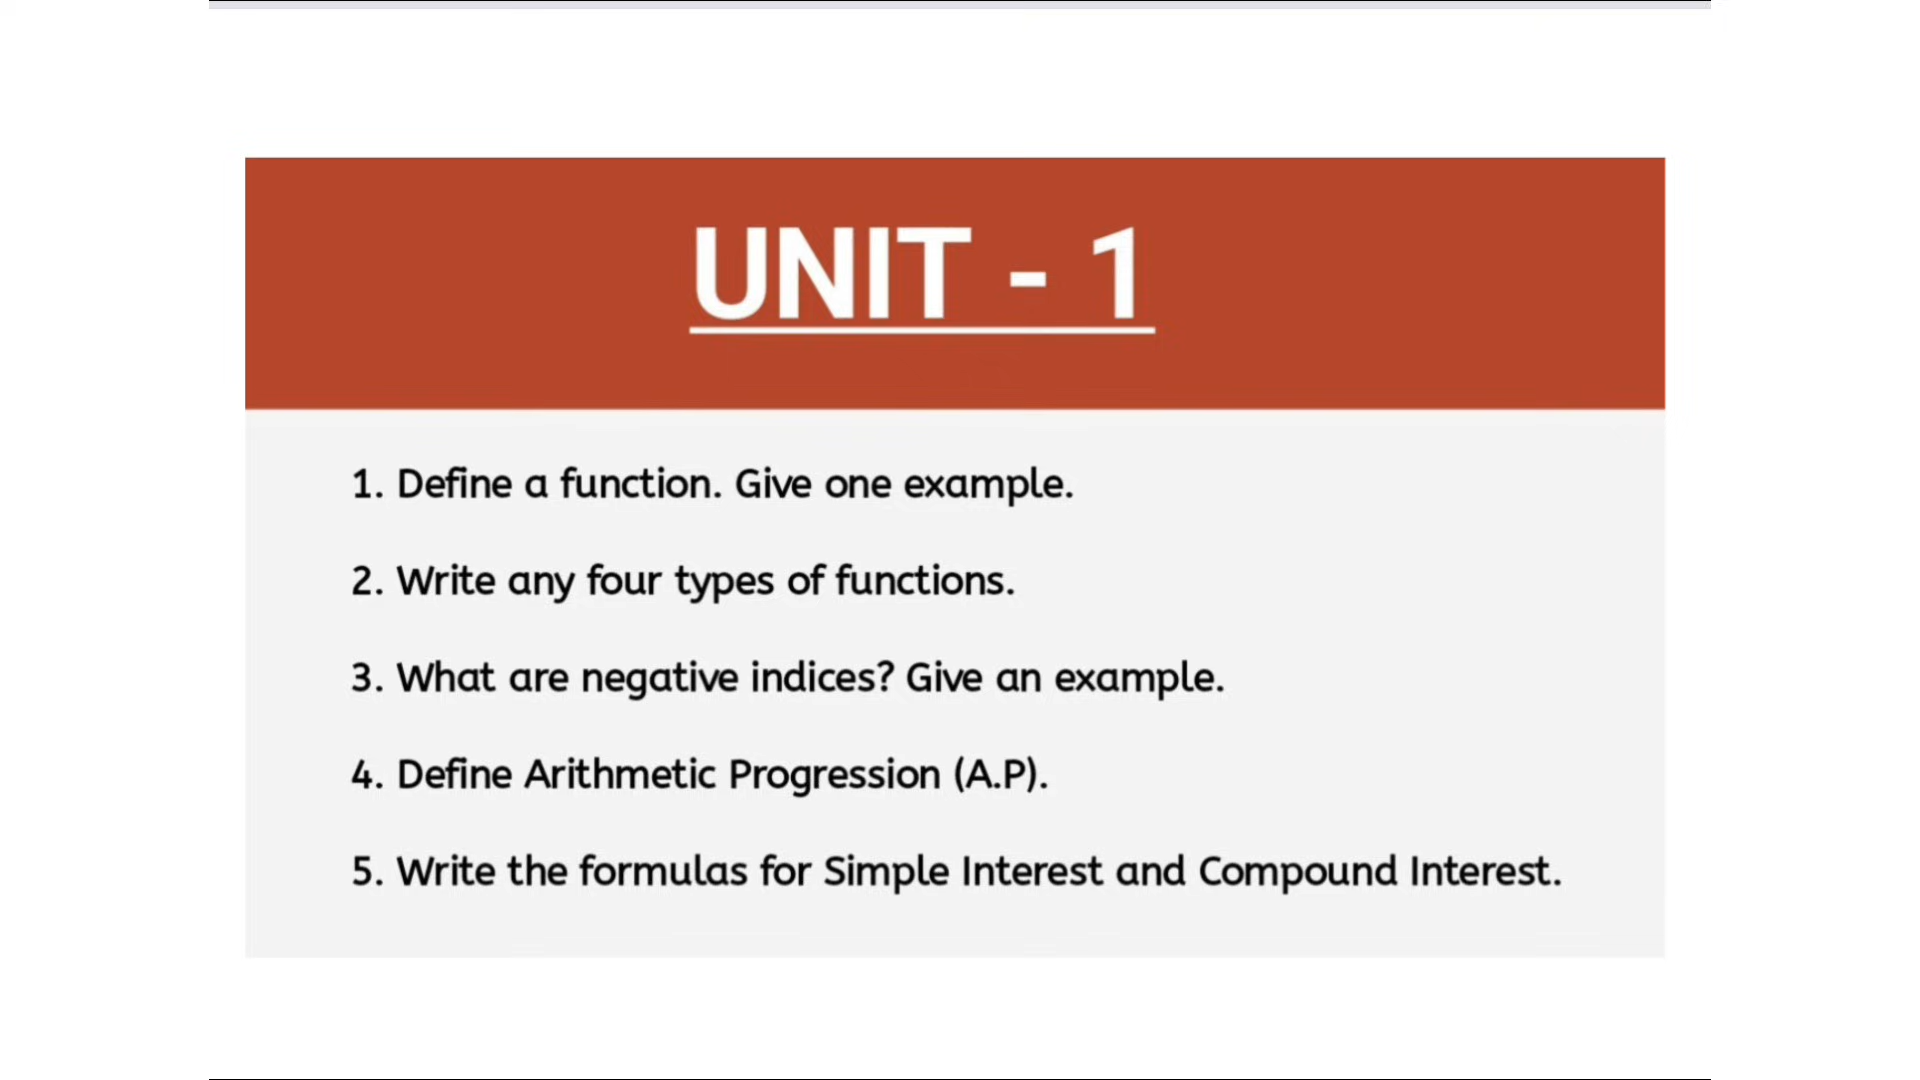 UNIT - 1
1. Define a function. Give one example.
2. Write any four types of functions.
3. What are negative indices? Give an example.
4. Define Arithmetic Progression (A.P).
5. Write the formulas for Simple Interest and Compound Interest.